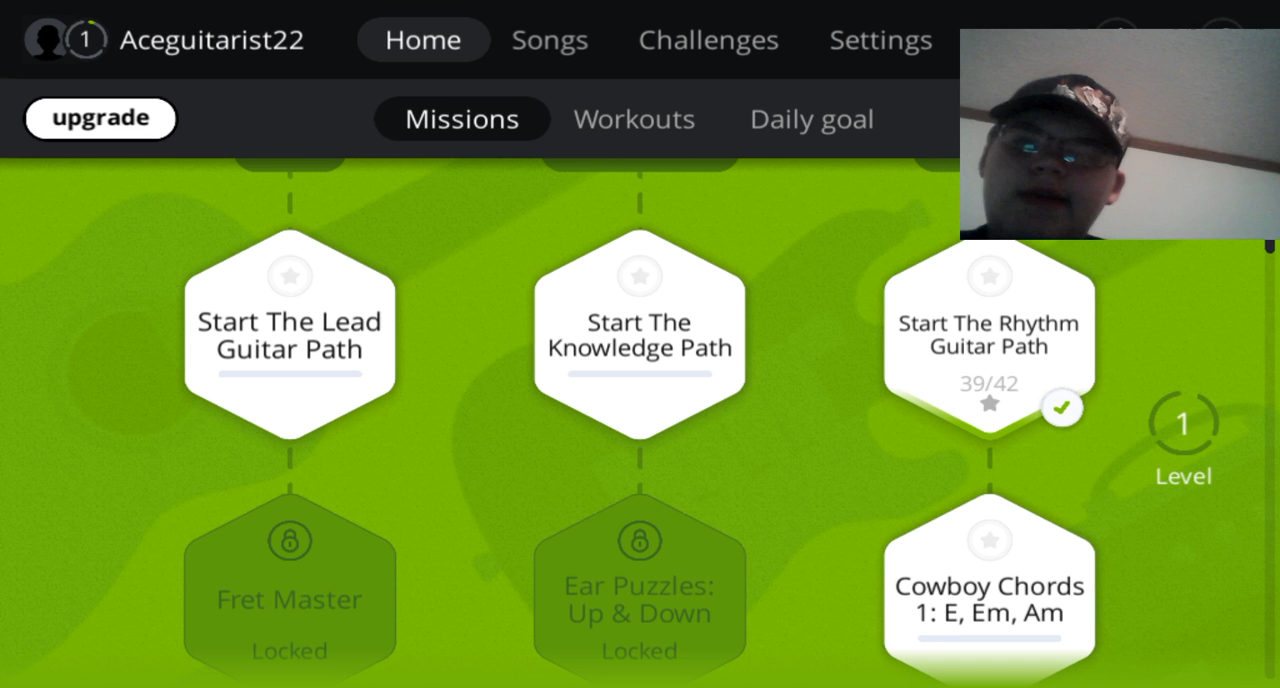 1 Aceguitarist22 Home Songs Challenges Settings
upgrade Missions Workouts Daily goal
Start The Lead
Guitar Path
Start The
Knowledge Path
Start The Rhythm
Guitar Path
39/42
1
Level
Fret Master
Locked
Ear Puzzles:
Up & Down
Locked
Cowboy Chords
1: E, Em, Am